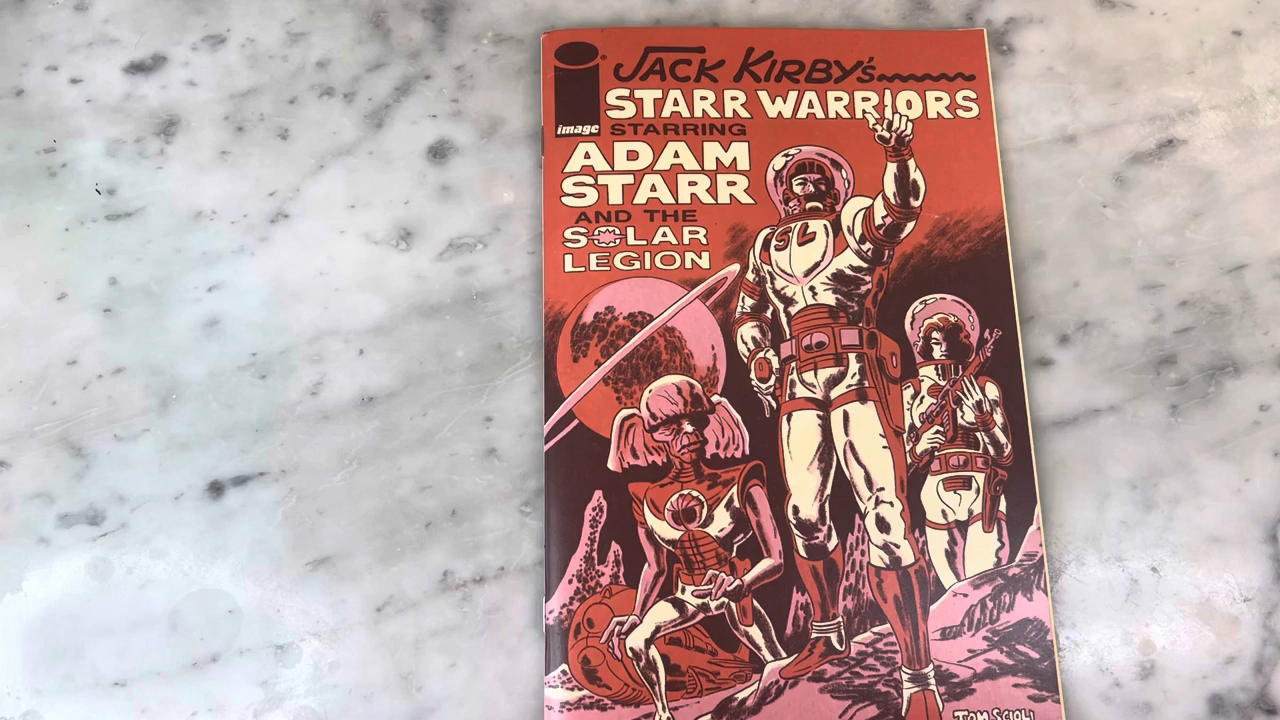 JACK KIRBY'S
STARR WARRIORS
image
®
STARRING
ADAM
STARR
AND THE
SOLAR
LEGION
SL
TOM SCIOLI